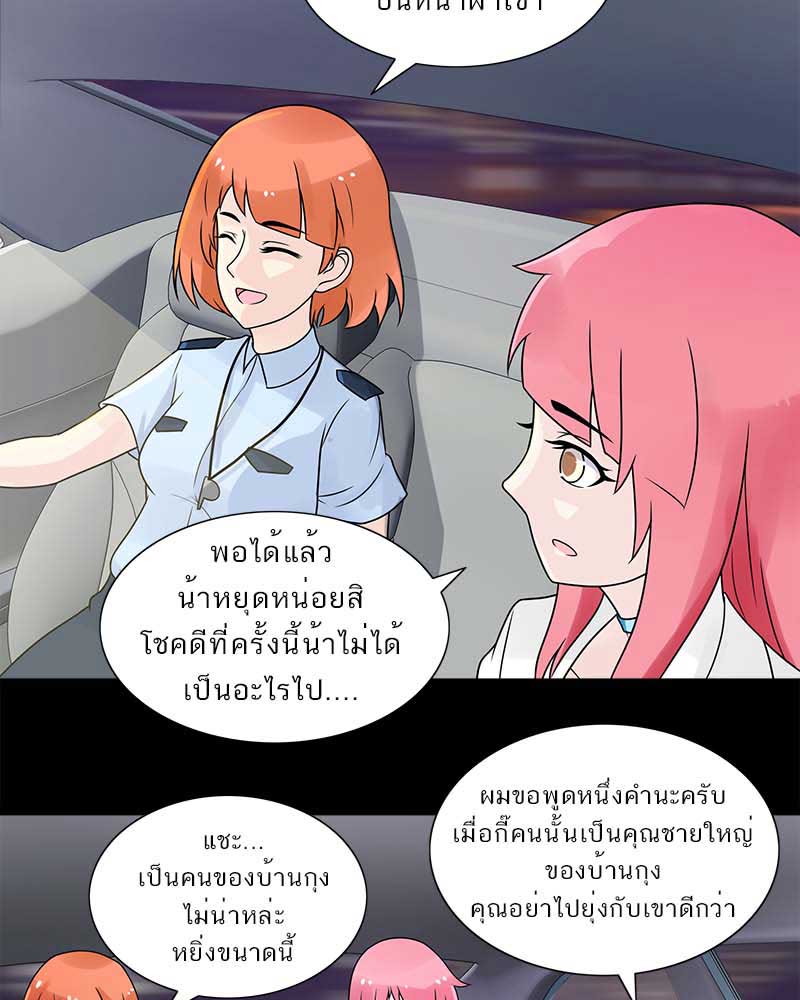 พอได้แล้ว
น้าหยุดหน่อยสิ
โชคดีที่ครั้งนี้น้าไม่ได้
เป็นอะไรไป....
ผมขอพูดหนึ่งคำนะครับ
เมื่อกี๊คนนั้นเป็นคุณชายใหญ่
ของบ้านกุง
คุณอย่าไปยุ่งกับเขาดีกว่า
แชะ...
เป็นคนของบ้านกุง
ไม่น่าหล่ะ
หยิ่งขนาดนี้